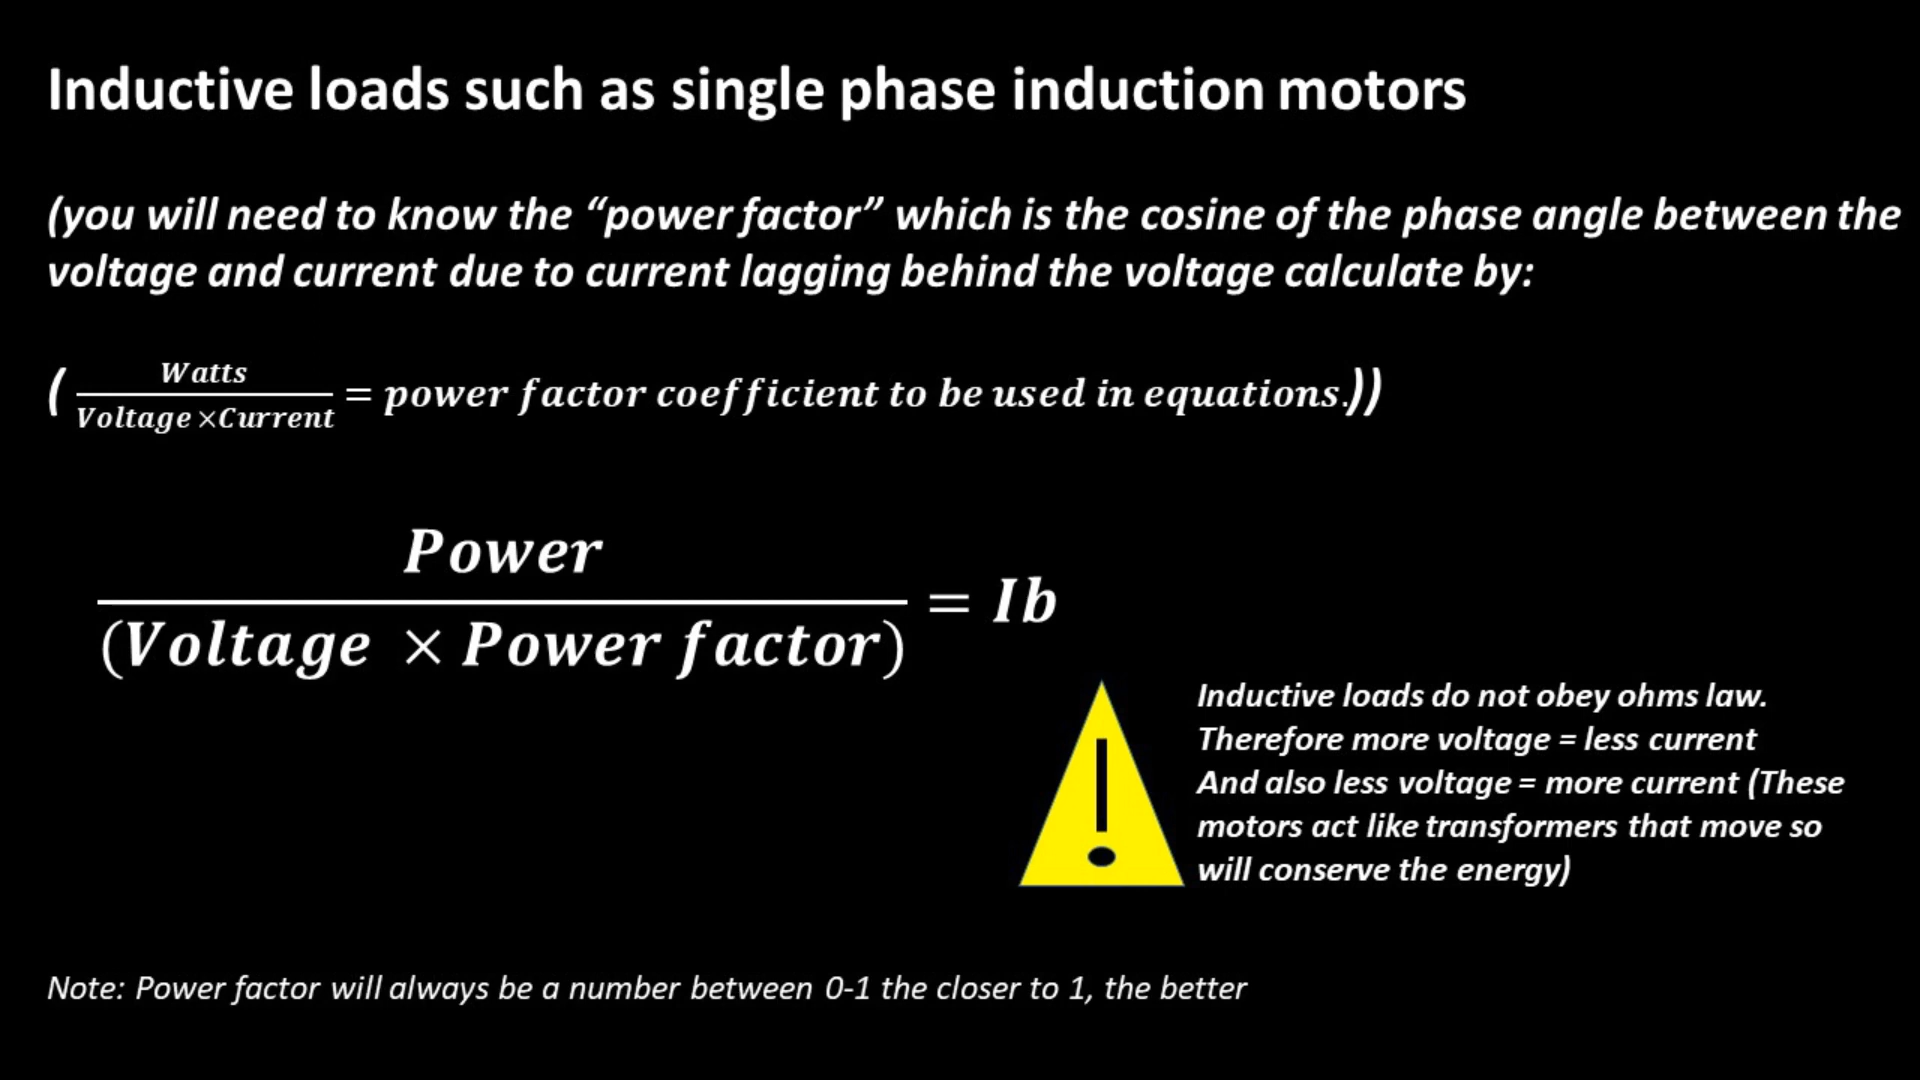 Inductive loads such as single phase induction motors
(you will need to know the “power factor” which is the cosine of the phase angle between the
voltage and current due to current lagging behind the voltage calculate by:
( Watts
Voltage ×Current = power factor coefficient to be used in equations.))
Power
(Voltage × Power factor) = Ib
Inductive loads do not obey ohms law.
Therefore more voltage = less current
And also less voltage = more current (These
motors act like transformers that move so
will conserve the energy)
Note: Power factor will always be a number between 0-1 the closer to 1, the better